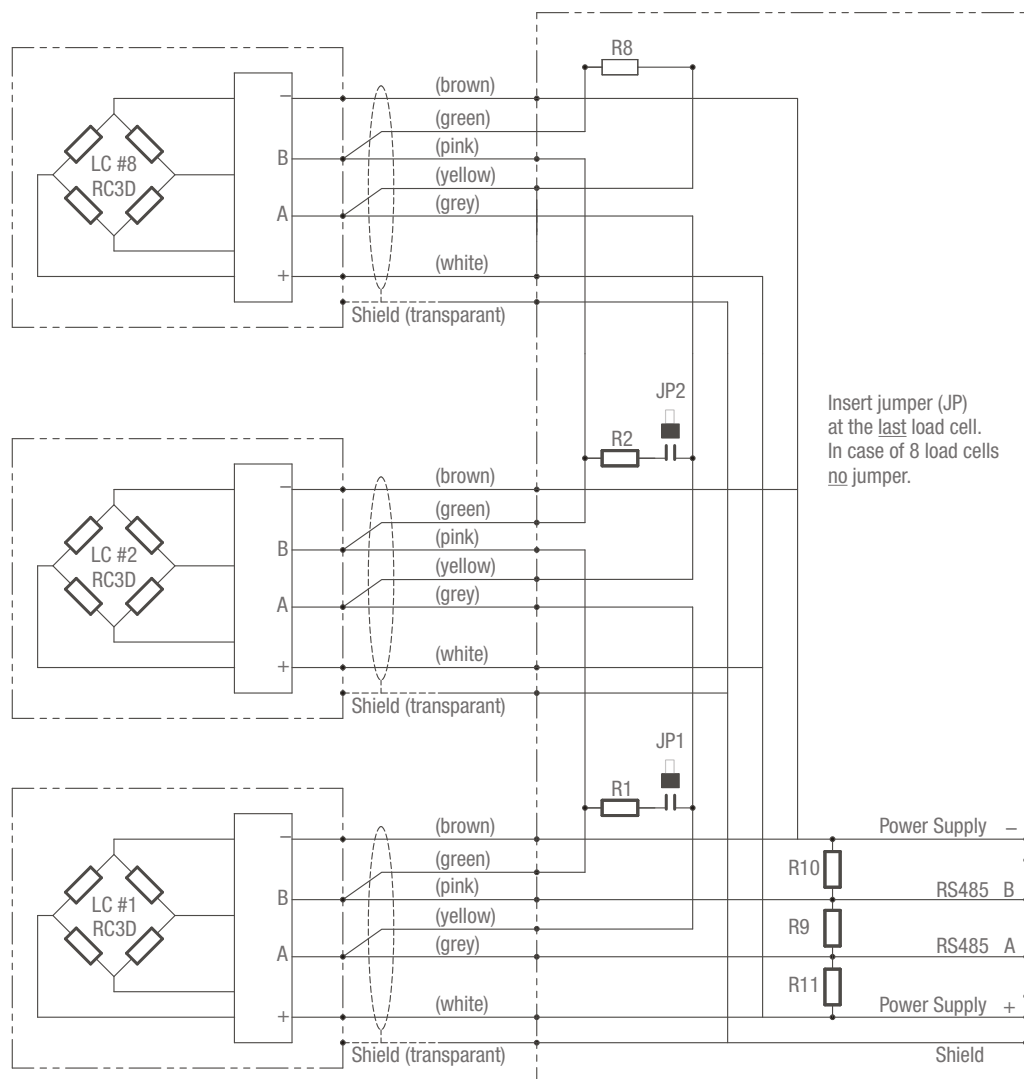 R8
(brown)
−
(green)
B
(pink)
LC #8
RC3D
(yellow)
A
(grey)
+
(white)
Shield (transparant)
JP2
Insert jumper (JP)
at the last load cell.
In case of 8 load cells
no jumper.
R2
(brown)
−
(green)
B
(pink)
LC #2
RC3D
(yellow)
A
(grey)
+
(white)
Shield (transparant)
JP1
R1
(brown)
−
Power Supply −
(green)
R10
B
(pink)
RS485 B
LC #1
RC3D
(yellow)
R9
A
(grey)
RS485 A
R11
+
(white)
Power Supply +
Shield (transparant)
Shield